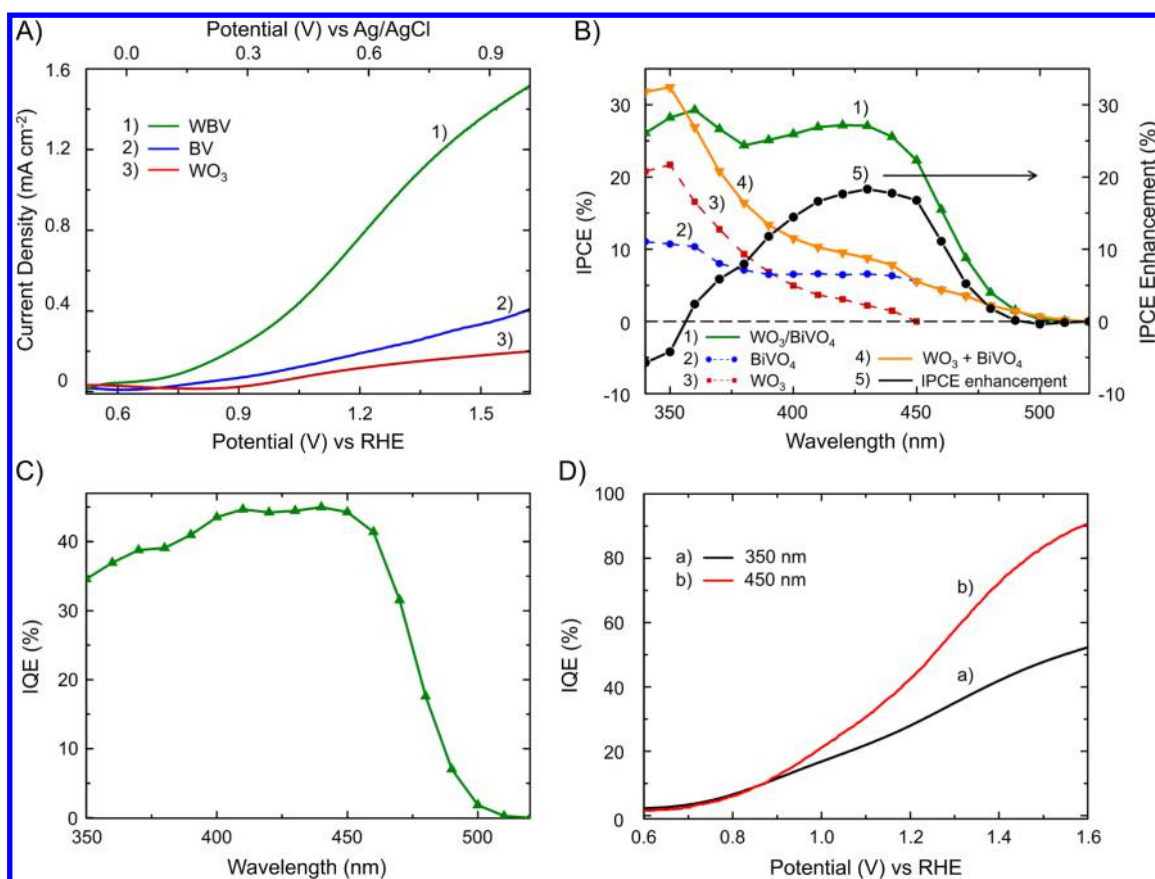 A)
Potential (V) vs Ag/AgCl
0.0 0.3 0.6 0.9
1.6
1.2
0.8
0.4
0
Current Density (mA cm⁻²)
1) WBV
2) BV
3) WO₃
1)
2)
3)
0.6 0.9 1.2 1.5
Potential (V) vs RHE
B)
30
20
10
0
-10
IPCE (%)
30
20
10
0
-10
IPCE Enhancement (%)
1)
4)
5)
3)
2)
1) WO₃/BiVO₄
2) BiVO₄
3) WO₃
4) WO₃ + BiVO₄
5) IPCE enhancement
350 400 450 500
Wavelength (nm)
C)
40
30
20
10
0
IQE (%)
350 400 450 500
Wavelength (nm)
D)
100
80
60
40
20
0
IQE (%)
a) 350 nm
b) 450 nm
b)
a)
0.6 0.8 1.0 1.2 1.4 1.6
Potential (V) vs RHE